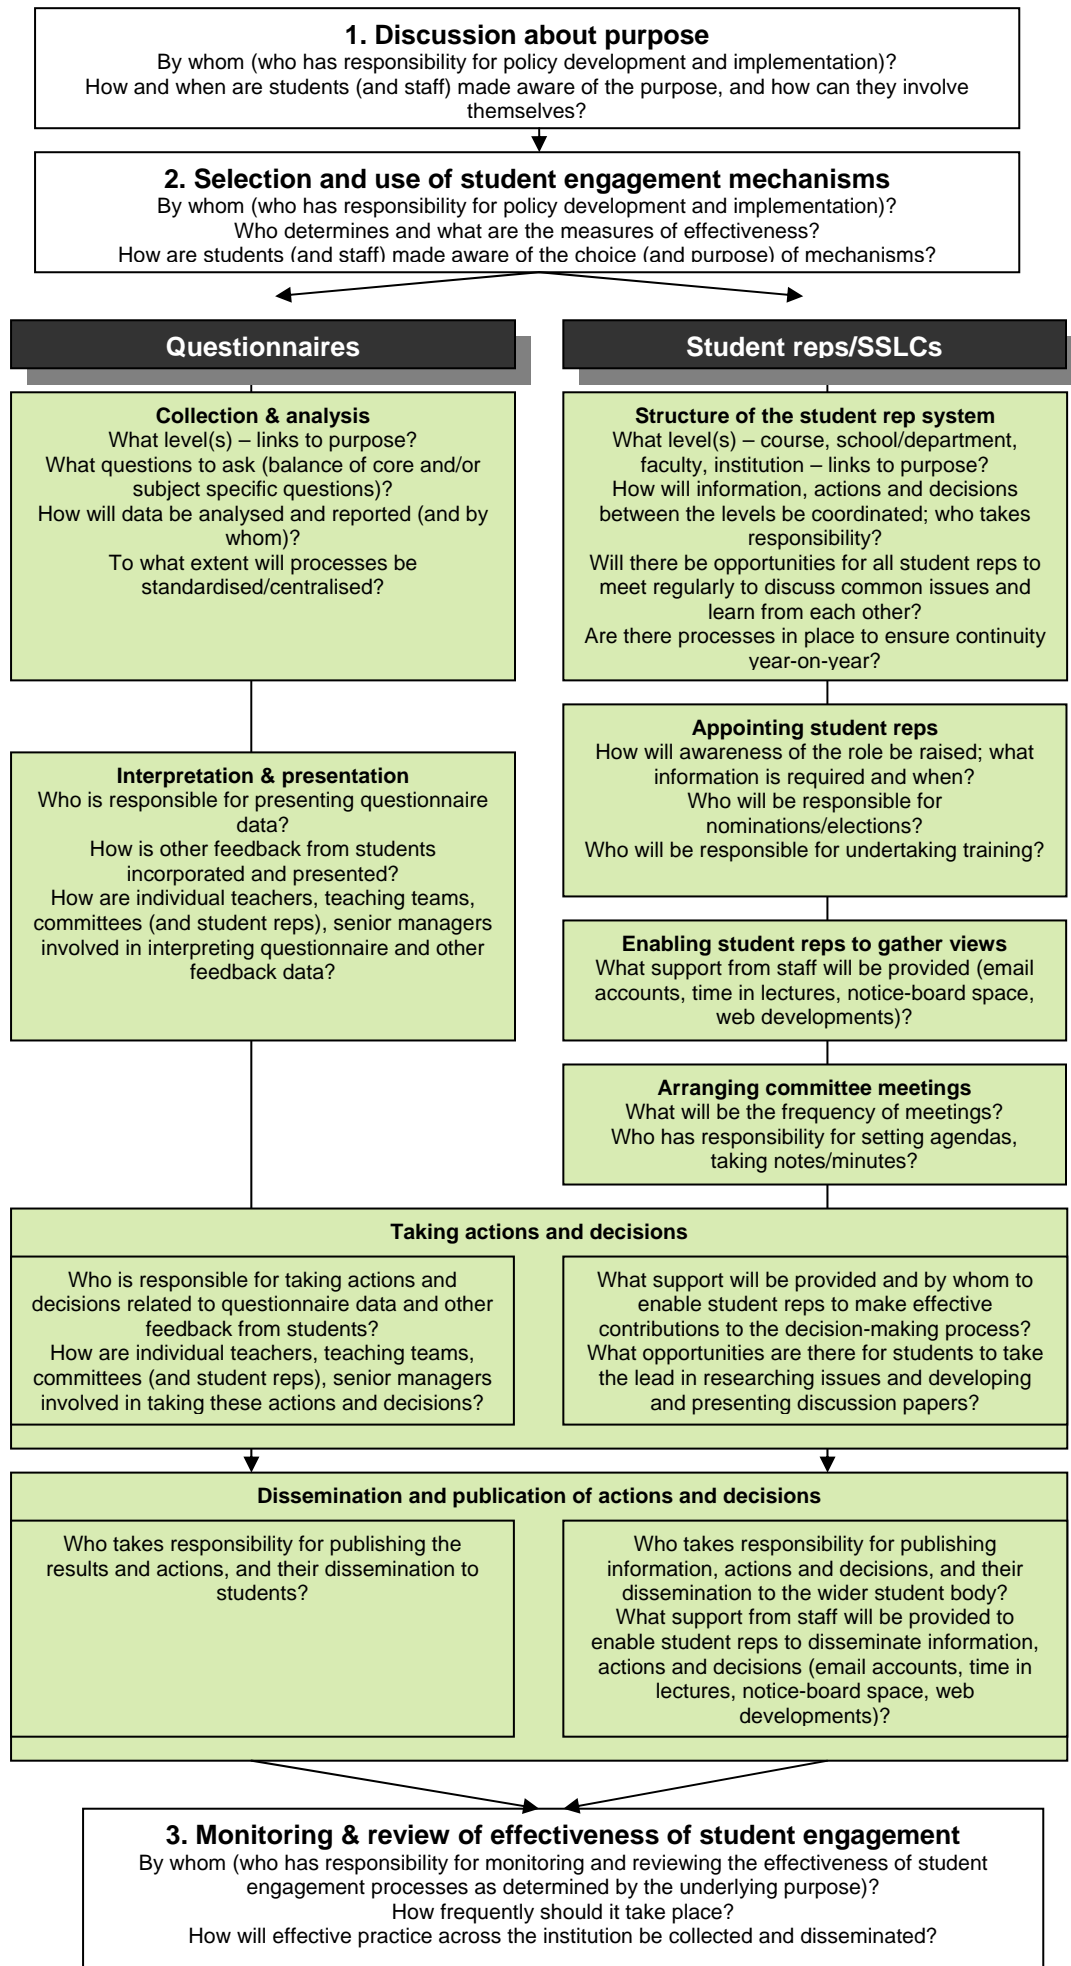 1. Discussion about purpose
By whom (who has responsibility for policy development and implementation)?
How and when are students (and staff) made aware of the purpose, and how can they involve
themselves?
2. Selection and use of student engagement mechanisms
By whom (who has responsibility for policy development and implementation)?
Who determines and what are the measures of effectiveness?
How are students (and staff) made aware of the choice (and purpose) of mechanisms?
Questionnaires
Collection & analysis
What level(s) – links to purpose?
What questions to ask (balance of core and/or
subject specific questions)?
How will data be analysed and reported (and by
whom)?
To what extent will processes be
standardised/centralised?
Interpretation & presentation
Who is responsible for presenting questionnaire
data?
How is other feedback from students
incorporated and presented?
How are individual teachers, teaching teams,
committees (and student reps), senior managers
involved in interpreting questionnaire and other
feedback data?
Student reps/SSLCs
Structure of the student rep system
What level(s) – course, school/department,
faculty, institution – links to purpose?
How will information, actions and decisions
between the levels be coordinated; who takes
responsibility?
Will there be opportunities for all student reps to
meet regularly to discuss common issues and
learn from each other?
Are there processes in place to ensure continuity
year-on-year?
Appointing student reps
How will awareness of the role be raised; what
information is required and when?
Who will be responsible for
nominations/elections?
Who will be responsible for undertaking training?
Enabling student reps to gather views
What support from staff will be provided (email
accounts, time in lectures, notice-board space,
web developments)?
Arranging committee meetings
What will be the frequency of meetings?
Who has responsibility for setting agendas,
taking notes/minutes?
Taking actions and decisions
Who is responsible for taking actions and
decisions related to questionnaire data and other
feedback from students?
How are individual teachers, teaching teams,
committees (and student reps), senior managers
involved in taking these actions and decisions?
What support will be provided and by whom to
enable student reps to make effective
contributions to the decision-making process?
What opportunities are there for students to take
the lead in researching issues and developing
and presenting discussion papers?
Dissemination and publication of actions and decisions
Who takes responsibility for publishing the
results and actions, and their dissemination to
students?
Who takes responsibility for publishing
information, actions and decisions, and their
dissemination to the wider student body?
What support from staff will be provided to
enable student reps to disseminate information,
actions and decisions (email accounts, time in
lectures, notice-board space, web
developments)?
3. Monitoring & review of effectiveness of student engagement
By whom (who has responsibility for monitoring and reviewing the effectiveness of student
engagement processes as determined by the underlying purpose)?
How frequently should it take place?
How will effective practice across the institution be collected and disseminated?